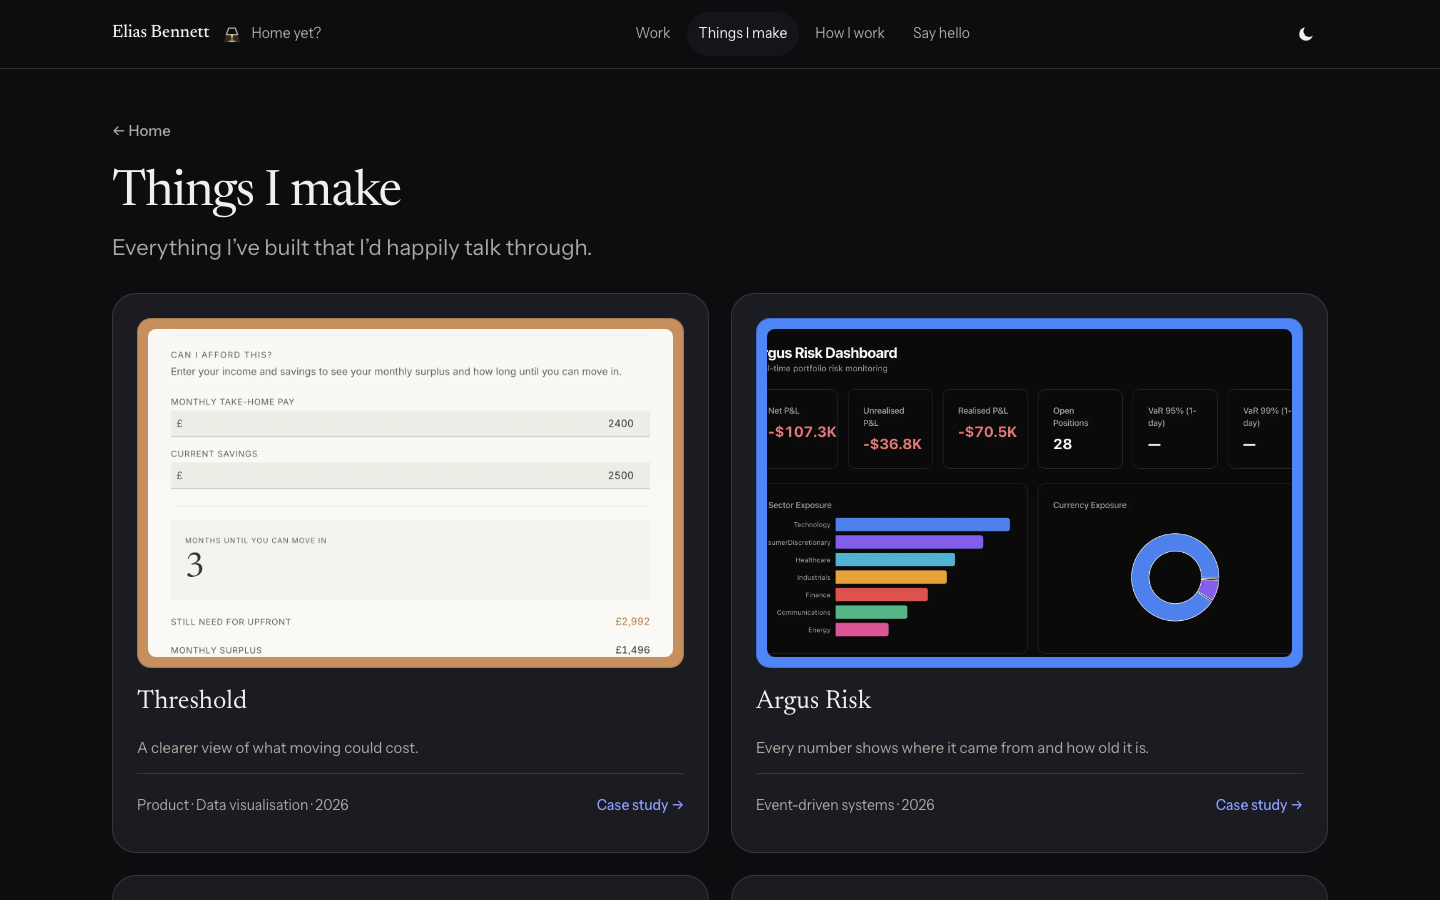 Elias Bennett
Home yet?
Work
Things I make
How I work
Say hello
← Home
Things I make
Everything I’ve built that I’d happily talk through.
CAN I AFFORD THIS?
Enter your income and savings to see your monthly surplus and how long until you can move in.
MONTHLY TAKE-HOME PAY
£ 2400
CURRENT SAVINGS
£ 2500
MONTHS UNTIL YOU CAN MOVE IN
3
STILL NEED FOR UPFRONT £2,992
MONTHLY SURPLUS £1,496
Threshold
A clearer view of what moving could cost.
Product · Data visualisation · 2026
Case study →
rgus Risk Dashboard
l-time portfolio risk monitoring
Net P&L
-$107.3K
Unrealised
P&L
-$36.8K
Realised P&L
-$70.5K
Open
Positions
28
VaR 95% (1-
day)
—
VaR 99% (1-
day)
—
Sector Exposure
Technology
sumerDiscretionary
Healthcare
Industrials
Finance
Communications
Energy
Currency Exposure
Argus Risk
Every number shows where it came from and how old it is.
Event-driven systems · 2026
Case study →